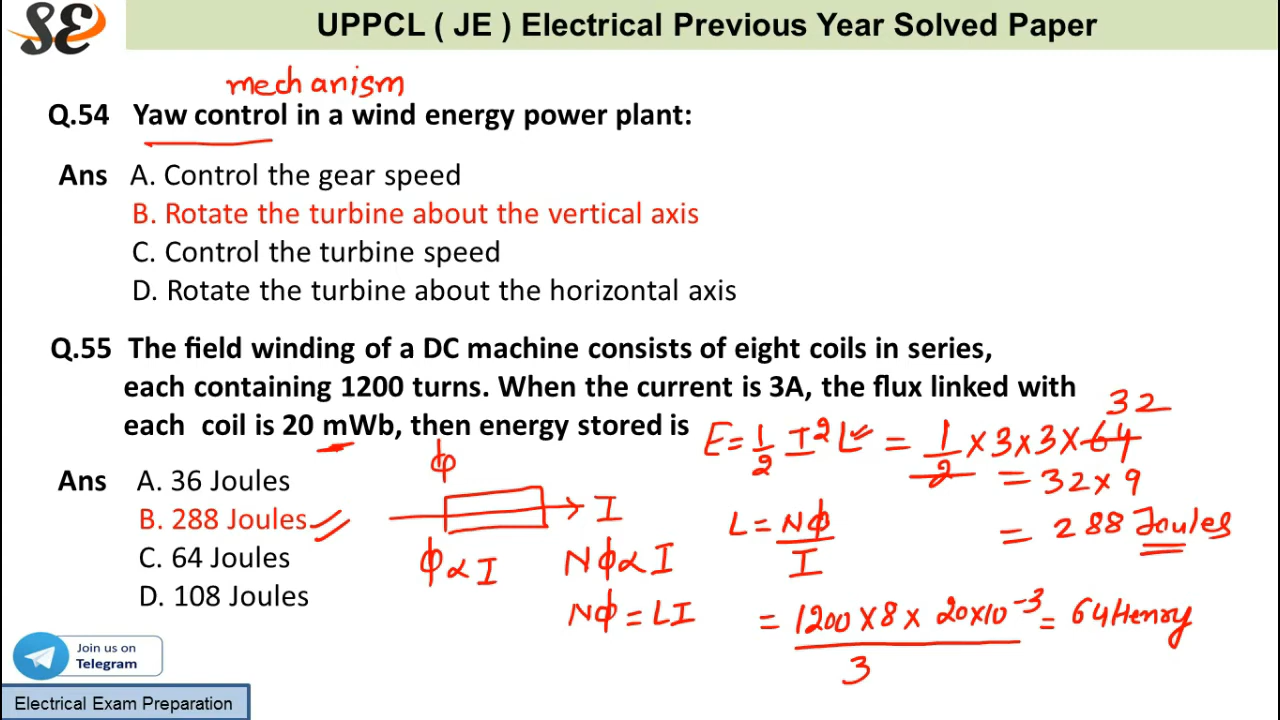 SE
UPPCL ( JE ) Electrical Previous Year Solved Paper
mechanism
Q.54 Yaw control in a wind energy power plant:
Ans A. Control the gear speed
B. Rotate the turbine about the vertical axis
C. Control the turbine speed
D. Rotate the turbine about the horizontal axis
Q.55 The field winding of a DC machine consists of eight coils in series,
each containing 1200 turns. When the current is 3A, the flux linked with
each coil is 20 mWb, then energy stored is
32
E = 1/2 I²L = 1/2 × 3 × 3 × 64
= 32 × 9
= 288 Joules
Ans A. 36 Joules
B. 288 Joules
C. 64 Joules
D. 108 Joules
ϕ
I
ϕ ∝ I
Nϕ ∝ I
Nϕ = LI
L = Nϕ/I
= 1200 × 8 × 20 × 10⁻³ / 3 = 64 Henry
Join us on
Telegram
Electrical Exam Preparation